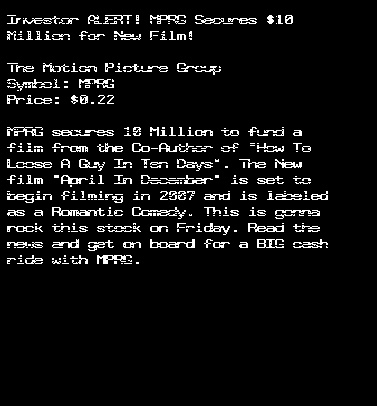 Investor ALERT! MPRG Secures $10
Million for New Film!
The Motion Picture Group
Symbol: MPRG
Price: $0.22
MPRG secures 10 Million to fund a
film from the Co-Author of "How To
Loose A Guy In Ten Days". The New
film "April In December" is set to
begin filming in 2007 and is labeled
as a Romantic Comedy. This is gonna
rock this stock on Friday. Read the
news and get on board for a BIG cash
ride with MPRG.